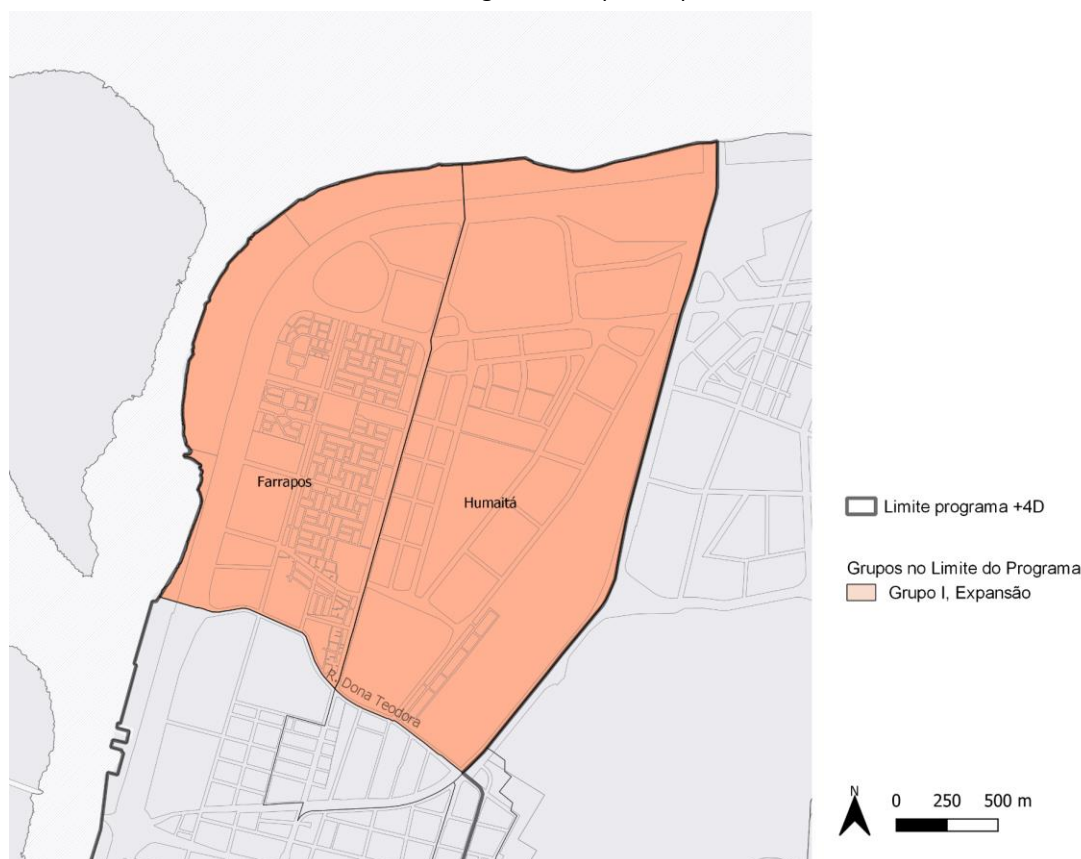 Farrapos
Humaitá
R. Dona Teodora
Limite programa +4D
Grupos no Limite do Programa
Grupo I, Expansão
N
0 250 500 m